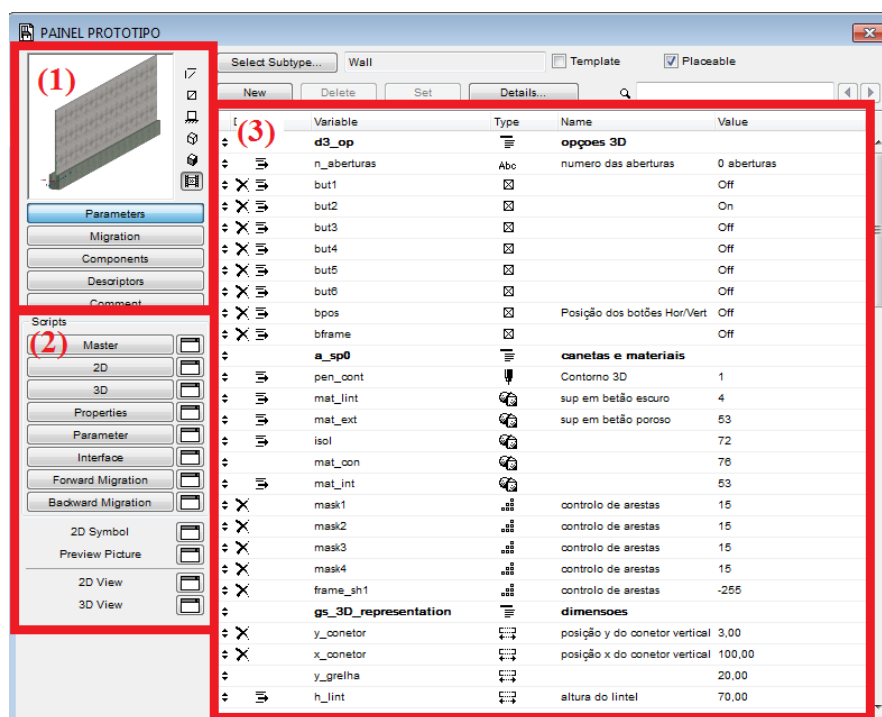 PAINEL PROTOTIPO
(1)
Select Subtype... Wall Template Placeable
New Delete Set Details...
Parameters
Migration
Components
Descriptors
Comment
Scripts
(2)
Master
2D
3D
Properties
Parameter
Interface
Forward Migration
Backward Migration
2D Symbol
Preview Picture
2D View
3D View
(3)
Variable Type Name Value
d3_op opçoes 3D
n_aberturas Abc numero das aberturas 0 aberturas
but1 Off
but2 On
but3 Off
but4 Off
but5 Off
but6 Off
bpos Posição dos botões Hor/Vert Off
bframe Off
a_sp0 canetas e materiais
pen_cont Contorno 3D 1
mat_lint sup em betão escuro 4
mat_ext sup em betão poroso 53
isol 72
mat_con 76
mat_int 53
mask1 controlo de arestas 15
mask2 controlo de arestas 15
mask3 controlo de arestas 15
mask4 controlo de arestas 15
frame_sh1 controlo de arestas -255
gs_3D_representation dimensoes
y_conetor posição y do conetor vertical 3,00
x_conetor posição x do conetor vertical 100,00
y_grelha 20,00
h_lint altura do lintel 70,00